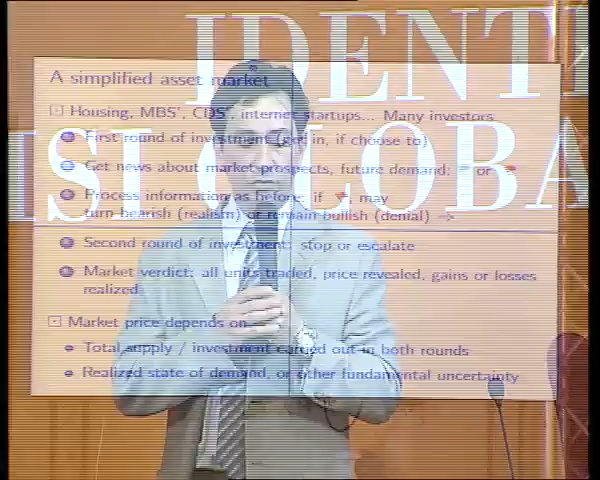 IDENTI
IS GLOBA
A simplified asset market
Housing, MBS', CDS', internet startups... Many investors
First round of investment (get in, if choose to)
Get news about market prospects, future demand: or
Process information as before: if , may
turn bearish (realism) or remain bullish (denial) →
Second round of investment: stop or escalate
Market verdict: all units traded, price revealed, gains or losses
realized.
Market price depends on
Total supply / investment carried out in both rounds
Realized state of demand, or other fundamental uncertainty